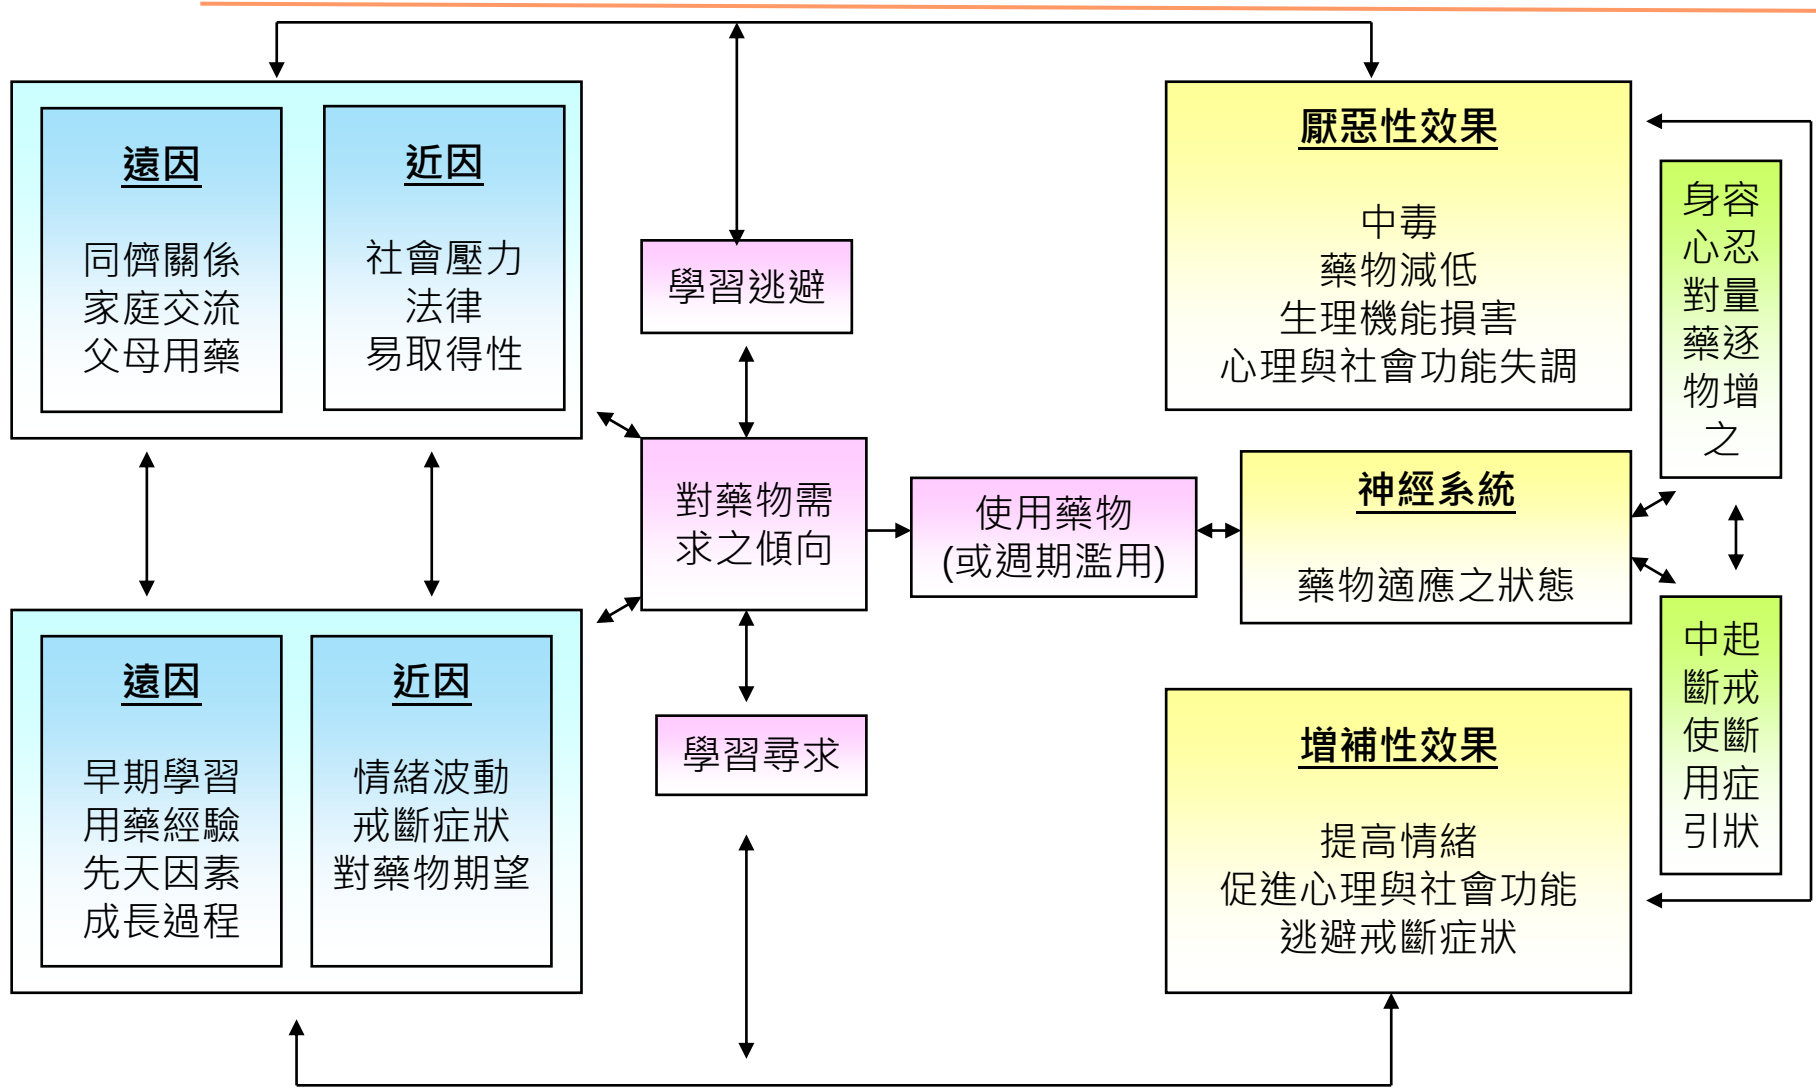 遠因
同儕關係
家庭交流
父母用藥
近因
社會壓力
法律
易取得性
學習逃避
厭惡性效果
中毒
藥物減低
生理機能損害
心理與社會功能失調
身心對藥物之
容忍量逐增
對藥物需
求之傾向
使用藥物
(或週期濫用)
神經系統
藥物適應之狀態
遠因
早期學習
用藥經驗
先天因素
成長過程
近因
情緒波動
戒斷症狀
對藥物期望
學習尋求
增補性效果
提高情緒
促進心理與社會功能
逃避戒斷症狀
中斷使用引
起戒斷症狀